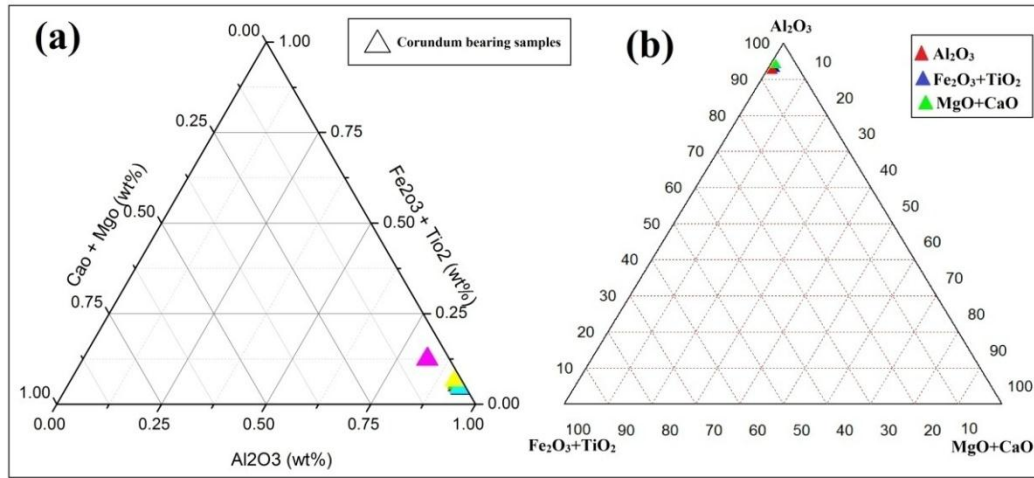 (a)
Corundum bearing samples
0.00
1.00
0.25
0.75
Cao + Mgo (wt%)
Fe2o3 + Tio2 (wt%)
0.50
0.50
0.75
0.25
1.00
0.00
0.00
0.25
0.50
0.75
1.00
Al2O3 (wt%)
(b)
Al₂O₃
Al₂O₃
Fe₂O₃+TiO₂
MgO+CaO
100
10
90
20
80
30
70
40
60
50
50
60
40
70
30
80
20
90
10
100
100 90 80 70 60 50 40 30 20 10
Fe₂O₃+TiO₂
MgO+CaO